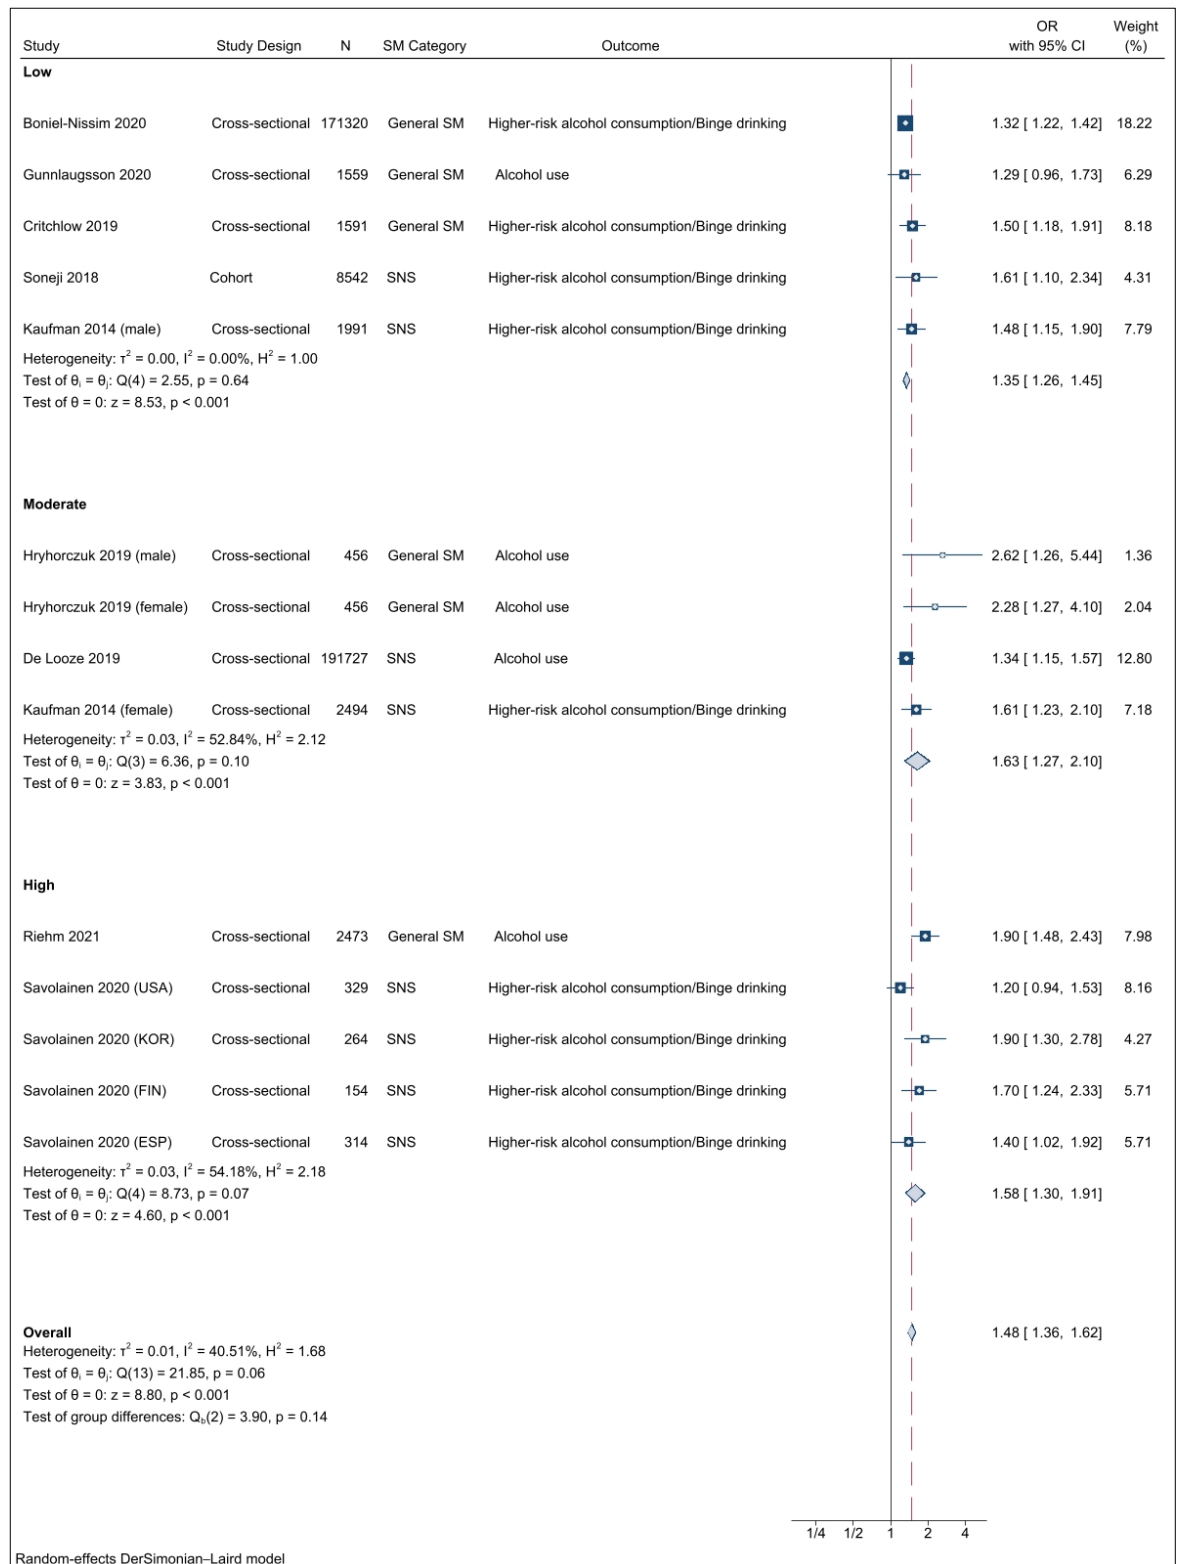 OR Weight
Study Study Design N SM Category Outcome with 95% CI (%)
Low
Boniel-Nissim 2020 Cross-sectional 171320 General SM Higher-risk alcohol consumption/Binge drinking 1.32 [ 1.22, 1.42] 18.22
Gunnlaugsson 2020 Cross-sectional 1559 General SM Alcohol use 1.29 [ 0.96, 1.73] 6.29
Critchlow 2019 Cross-sectional 1591 General SM Higher-risk alcohol consumption/Binge drinking 1.50 [ 1.18, 1.91] 8.18
Soneji 2018 Cohort 8542 SNS Higher-risk alcohol consumption/Binge drinking 1.61 [ 1.10, 2.34] 4.31
Kaufman 2014 (male) Cross-sectional 1991 SNS Higher-risk alcohol consumption/Binge drinking 1.48 [ 1.15, 1.90] 7.79
Heterogeneity: τ² = 0.00, I² = 0.00%, H² = 1.00
Test of θᵢ = θⱼ: Q(4) = 2.55, p = 0.64 1.35 [ 1.26, 1.45]
Test of θ = 0: z = 8.53, p < 0.001
Moderate
Hryhorczuk 2019 (male) Cross-sectional 456 General SM Alcohol use 2.62 [ 1.26, 5.44] 1.36
Hryhorczuk 2019 (female) Cross-sectional 456 General SM Alcohol use 2.28 [ 1.27, 4.10] 2.04
De Looze 2019 Cross-sectional 191727 SNS Alcohol use 1.34 [ 1.15, 1.57] 12.80
Kaufman 2014 (female) Cross-sectional 2494 SNS Higher-risk alcohol consumption/Binge drinking 1.61 [ 1.23, 2.10] 7.18
Heterogeneity: τ² = 0.03, I² = 52.84%, H² = 2.12
Test of θᵢ = θⱼ: Q(3) = 6.36, p = 0.10 1.63 [ 1.27, 2.10]
Test of θ = 0: z = 3.83, p < 0.001
High
Riehm 2021 Cross-sectional 2473 General SM Alcohol use 1.90 [ 1.48, 2.43] 7.98
Savolainen 2020 (USA) Cross-sectional 329 SNS Higher-risk alcohol consumption/Binge drinking 1.20 [ 0.94, 1.53] 8.16
Savolainen 2020 (KOR) Cross-sectional 264 SNS Higher-risk alcohol consumption/Binge drinking 1.90 [ 1.30, 2.78] 4.27
Savolainen 2020 (FIN) Cross-sectional 154 SNS Higher-risk alcohol consumption/Binge drinking 1.70 [ 1.24, 2.33] 5.71
Savolainen 2020 (ESP) Cross-sectional 314 SNS Higher-risk alcohol consumption/Binge drinking 1.40 [ 1.02, 1.92] 5.71
Heterogeneity: τ² = 0.03, I² = 54.18%, H² = 2.18
Test of θᵢ = θⱼ: Q(4) = 8.73, p = 0.07 1.58 [ 1.30, 1.91]
Test of θ = 0: z = 4.60, p < 0.001
Overall 1.48 [ 1.36, 1.62]
Heterogeneity: τ² = 0.01, I² = 40.51%, H² = 1.68
Test of θᵢ = θⱼ: Q(13) = 21.85, p = 0.06
Test of θ = 0: z = 8.80, p < 0.001
Test of group differences: Q_b(2) = 3.90, p = 0.14
1/4 1/2 1 2 4
Random-effects DerSimonian–Laird model